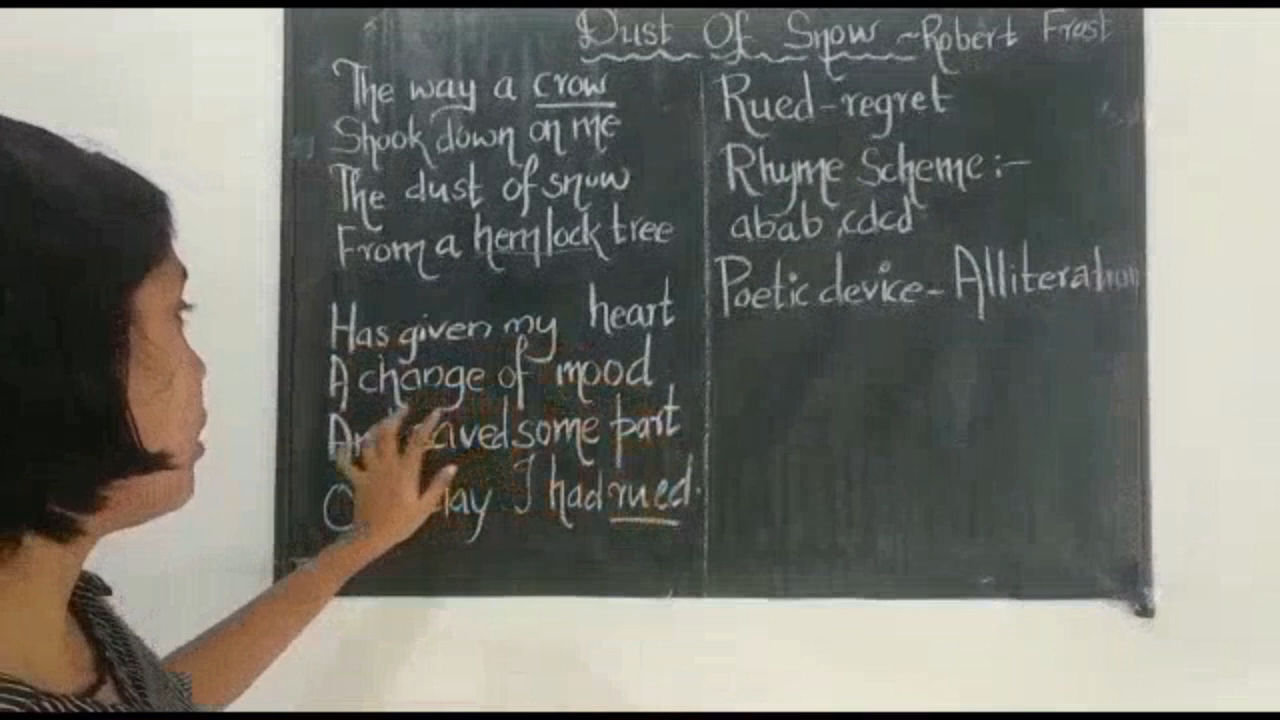 Dust Of Snow ~Robert Frost
The way a crow
Shook down on me
The dust of snow
From a hemlock tree
Has given my heart
A change of mood
saved some part
day I had rued.
Rued-regret
Rhyme Scheme:-
abab, cdcd
Poetic device- Alliteration